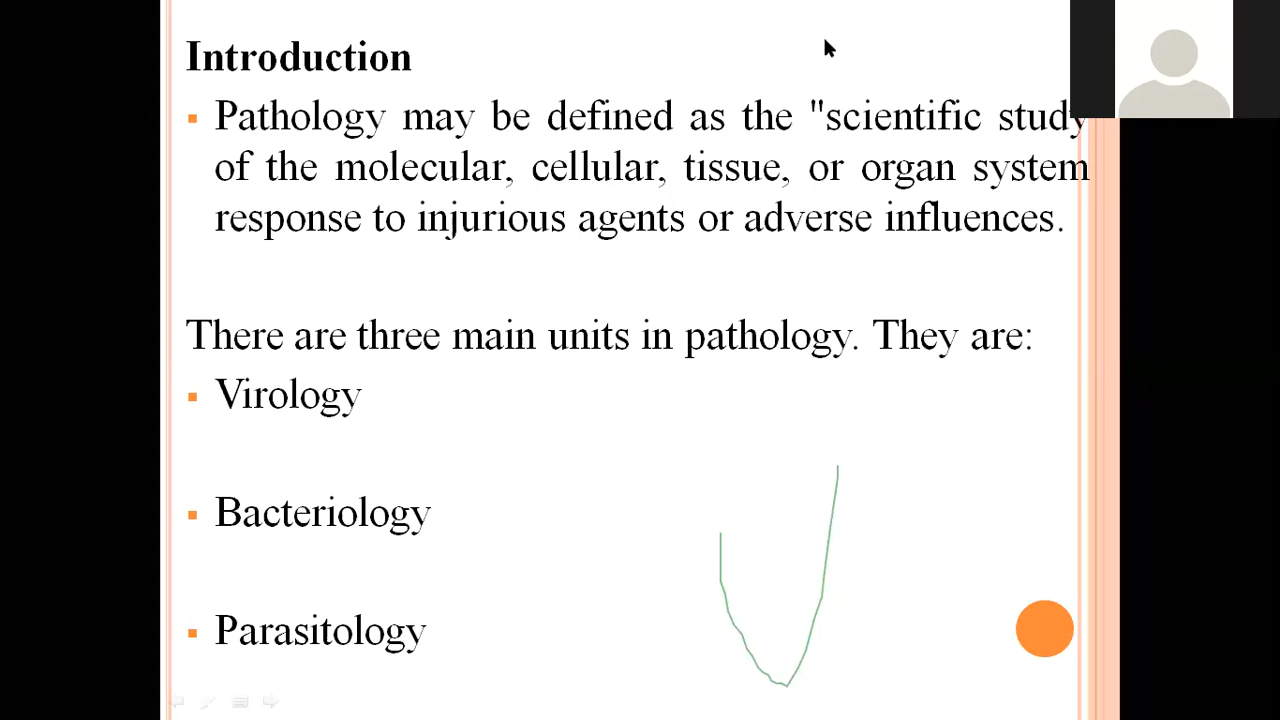 Introduction
Pathology may be defined as the "scientific study
of the molecular, cellular, tissue, or organ system
response to injurious agents or adverse influences.
There are three main units in pathology. They are:
Virology
Bacteriology
Parasitology